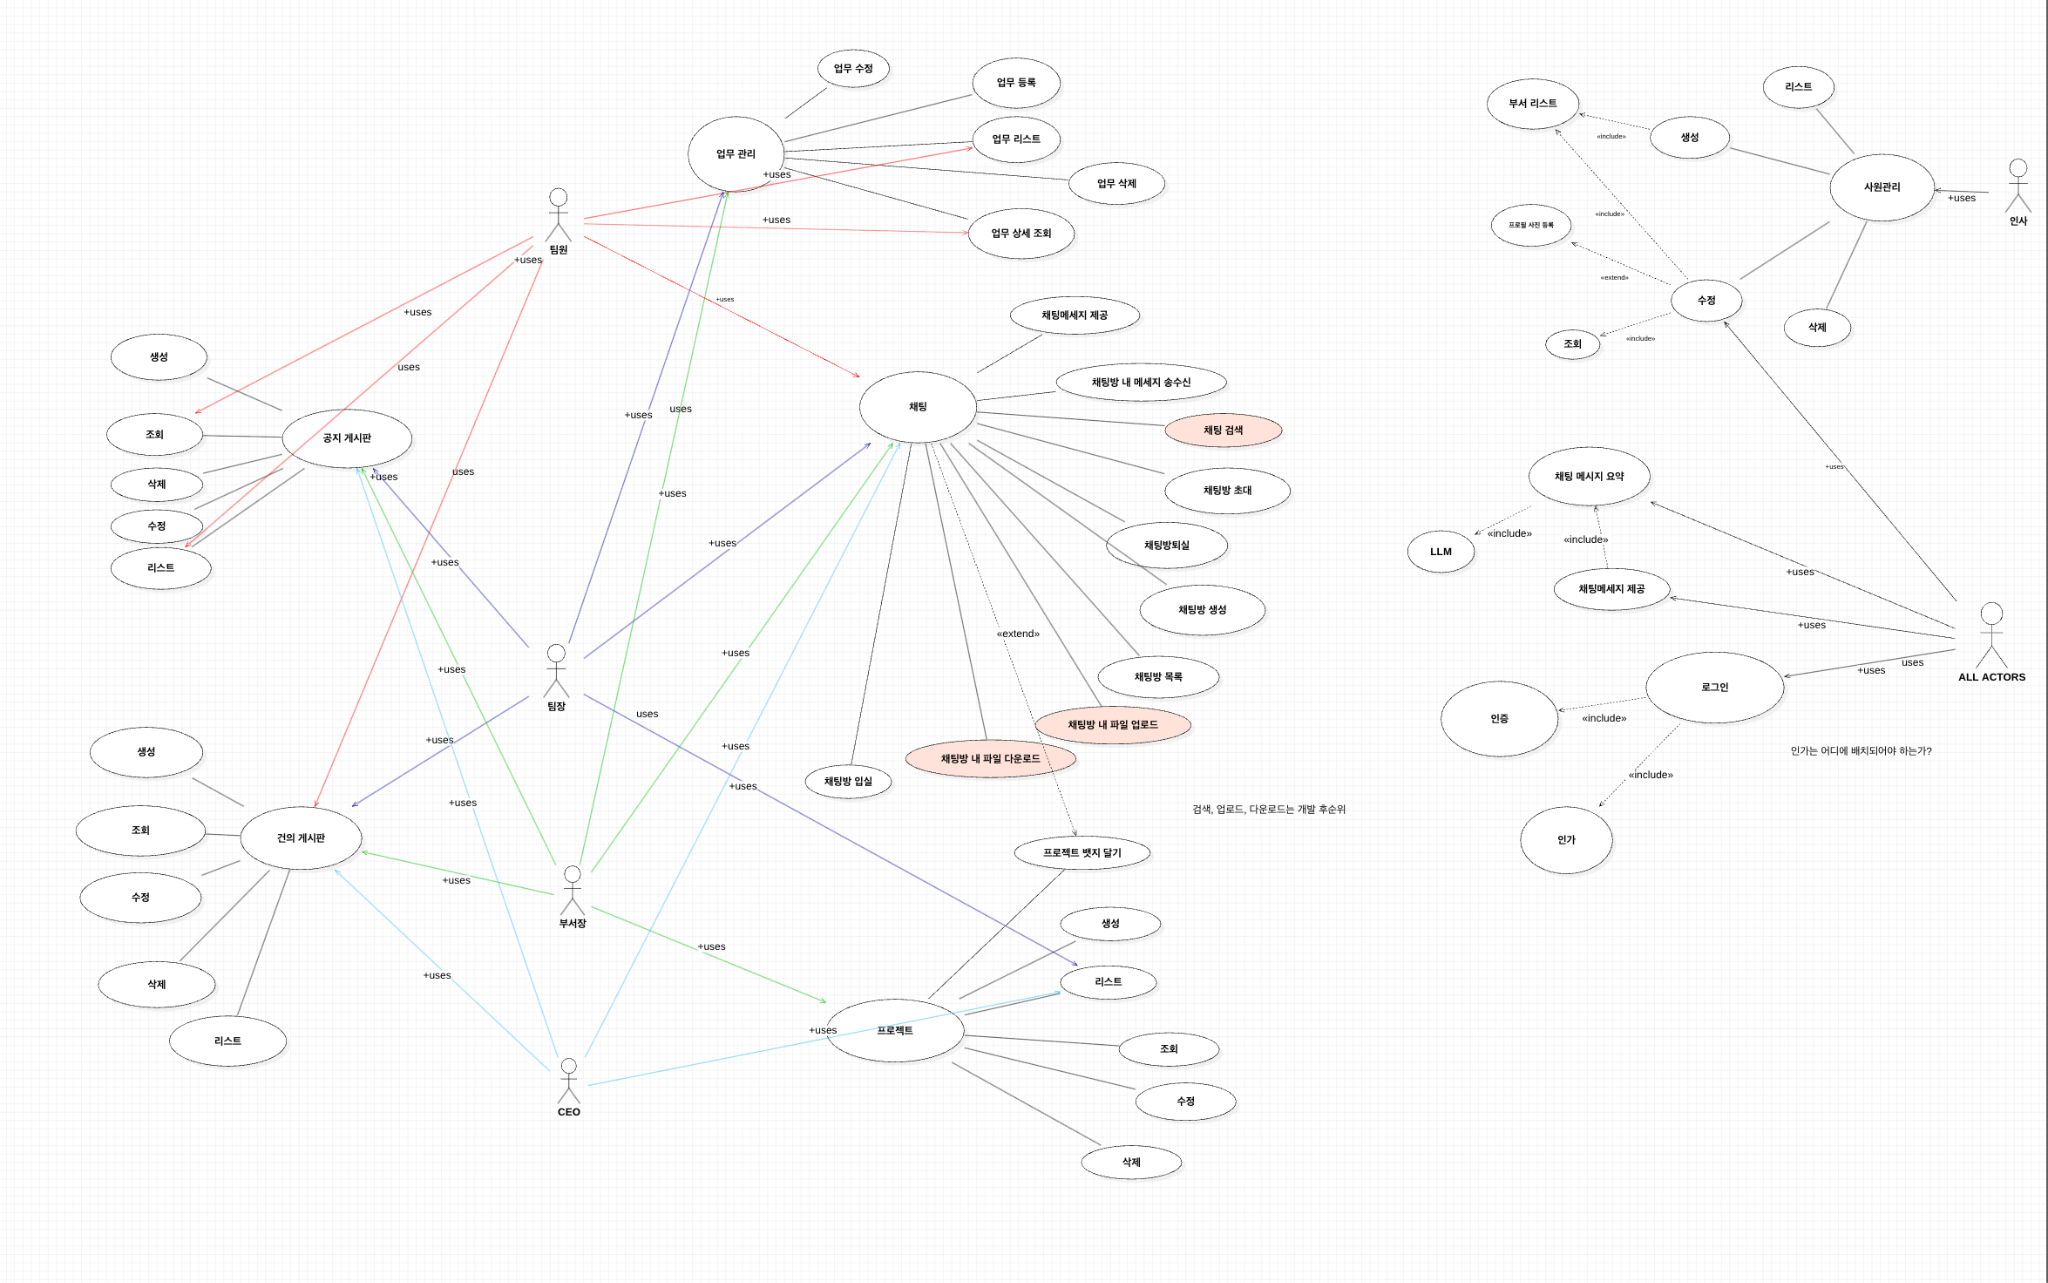 업무 수정
업무 등록
업무 리스트
업무 관리
+uses
업무 삭제
+uses
업무 상세 조회
팀원
+uses
+uses
+uses
uses
생성
조회
공지 게시판
삭제
수정
리스트
+uses
uses
+uses
uses
+uses
+uses
채팅메세지 제공
채팅방 내 메세지 송수신
채팅
채팅 검색
채팅방 초대
채팅방퇴실
채팅방 생성
+uses
«extend»
채팅방 목록
채팅방 내 파일 업로드
채팅방 내 파일 다운로드
채팅방 입실
검색, 업로드, 다운로드는 개발 후순위
팀장
+uses
+uses
uses
+uses
+uses
+uses
+uses
생성
조회
건의 게시판
수정
삭제
리스트
+uses
부서장
+uses
+uses
CEO
프로젝트 뱃지 달기
생성
리스트
+uses
프로젝트
조회
수정
삭제
부서 리스트
리스트
«include»
생성
사원관리
+uses
인사
«include»
프로필 사진 등록
«extend»
수정
조회
«include»
삭제
+uses
채팅 메시지 요약
LLM
«include»
«include»
채팅메세지 제공
+uses
+uses
ALL ACTORS
+uses
uses
로그인
인증
«include»
인가는 어디에 배치되어야 하는가?
«include»
인가